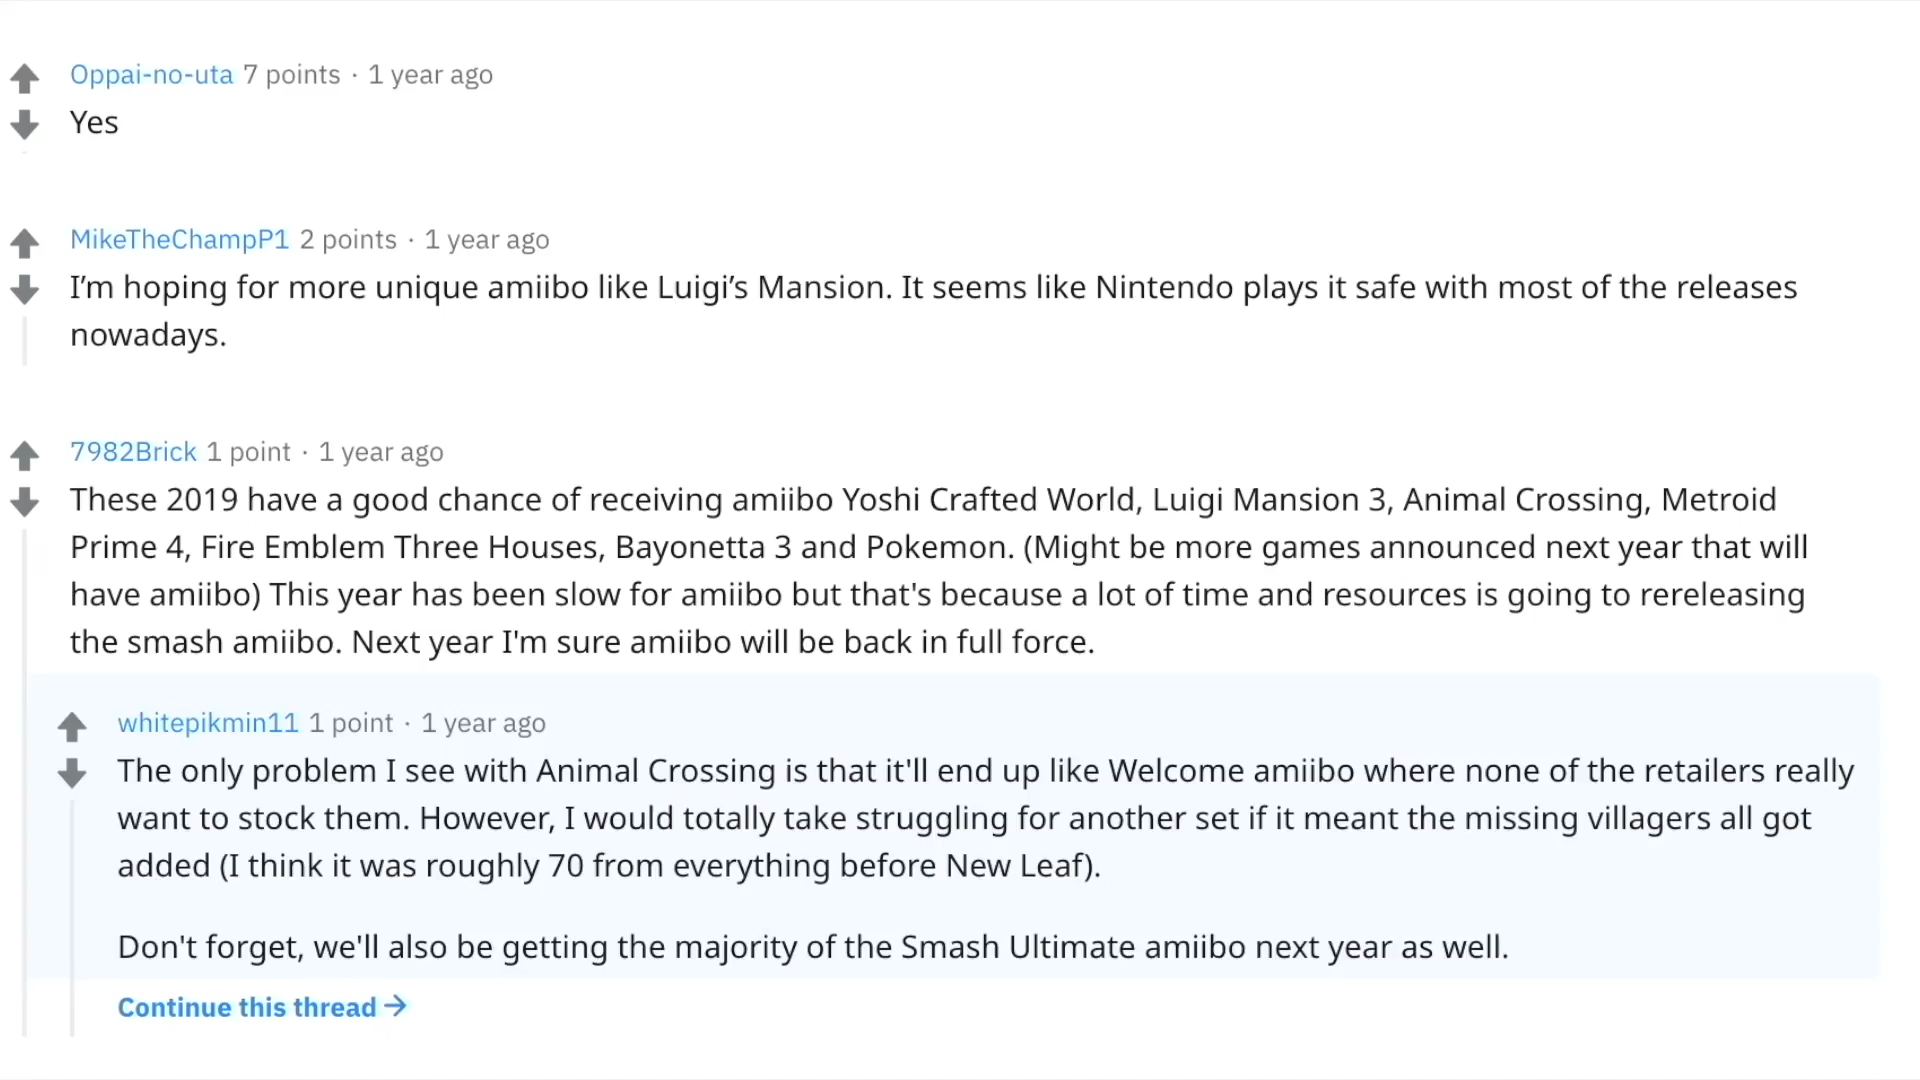 Oppai-no-uta 7 points · 1 year ago
Yes
MikeTheChampP1 2 points · 1 year ago
I’m hoping for more unique amiibo like Luigi’s Mansion. It seems like Nintendo plays it safe with most of the releases
nowadays.
7982Brick 1 point · 1 year ago
These 2019 have a good chance of receiving amiibo Yoshi Crafted World, Luigi Mansion 3, Animal Crossing, Metroid
Prime 4, Fire Emblem Three Houses, Bayonetta 3 and Pokemon. (Might be more games announced next year that will
have amiibo) This year has been slow for amiibo but that's because a lot of time and resources is going to rereleasing
the smash amiibo. Next year I'm sure amiibo will be back in full force.
whitepikmin11 1 point · 1 year ago
The only problem I see with Animal Crossing is that it'll end up like Welcome amiibo where none of the retailers really
want to stock them. However, I would totally take struggling for another set if it meant the missing villagers all got
added (I think it was roughly 70 from everything before New Leaf).
Don't forget, we'll also be getting the majority of the Smash Ultimate amiibo next year as well.
Continue this thread →